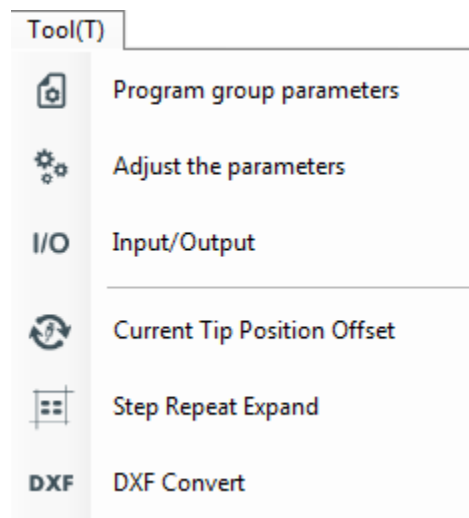 Tool(T)
Program group parameters
Adjust the parameters
I/O Input/Output
Current Tip Position Offset
Step Repeat Expand
DXF DXF Convert